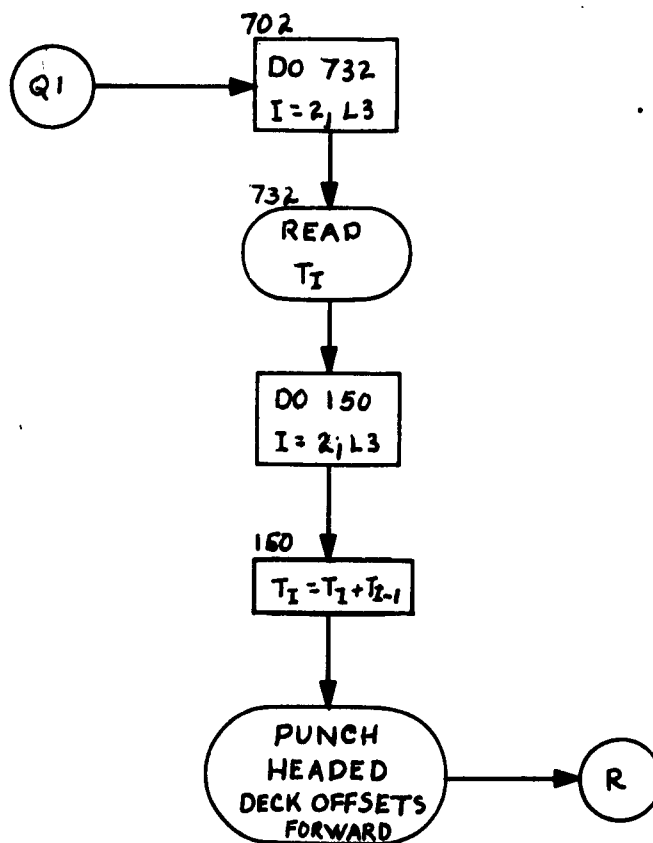 702
Q1
DO 732
I = 2, L3
732
READ
T_I
DO 150
I = 2, L3
150
T_I = T_I + T_I-1
PUNCH
HEADED
DECK OFFSETS
FORWARD
R